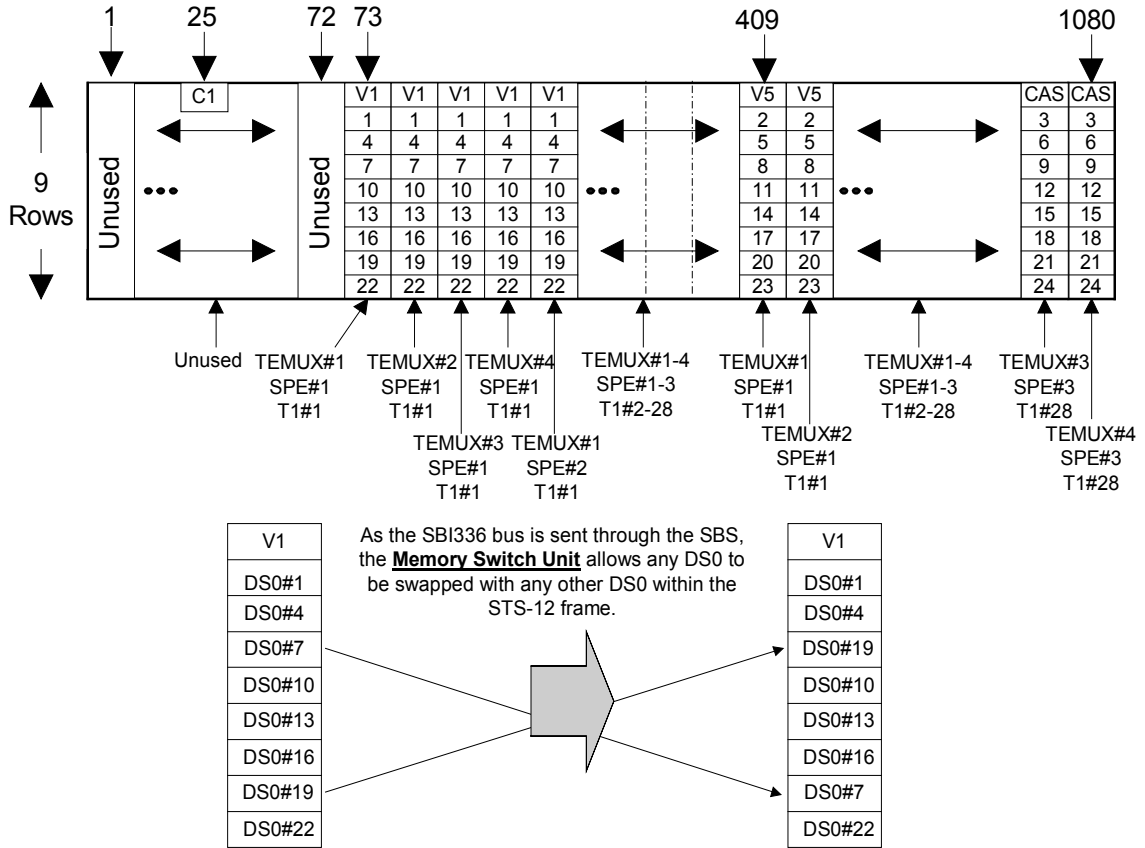 1 25 72 73 409 1080
C1 V1 V1 V1 V1 V1 V5 V5 CAS CAS
1 1 1 1 1 2 2 3 3
4 4 4 4 4 5 5 6 6
7 7 7 7 7 8 8 9 9
10 10 10 10 10 11 11 12 12
13 13 13 13 13 14 14 15 15
16 16 16 16 16 17 17 18 18
19 19 19 19 19 20 20 21 21
22 22 22 22 22 23 23 24 24
9
Rows
Unused
Unused
Unused
TEMUX#1
SPE#1
T1#1
TEMUX#2
SPE#1
T1#1
TEMUX#4
SPE#1
T1#1
TEMUX#1-4
SPE#1-3
T1#2-28
TEMUX#1
SPE#1
T1#1
TEMUX#1-4
SPE#1-3
T1#2-28
TEMUX#3
SPE#3
T1#28
TEMUX#3
SPE#1
T1#1
TEMUX#1
SPE#2
T1#1
TEMUX#2
SPE#1
T1#1
TEMUX#4
SPE#3
T1#28
V1
DS0#1
DS0#4
DS0#7
DS0#10
DS0#13
DS0#16
DS0#19
DS0#22
As the SBI336 bus is sent through the SBS,
the Memory Switch Unit allows any DS0 to
be swapped with any other DS0 within the
STS-12 frame.
V1
DS0#1
DS0#4
DS0#19
DS0#10
DS0#13
DS0#16
DS0#7
DS0#22